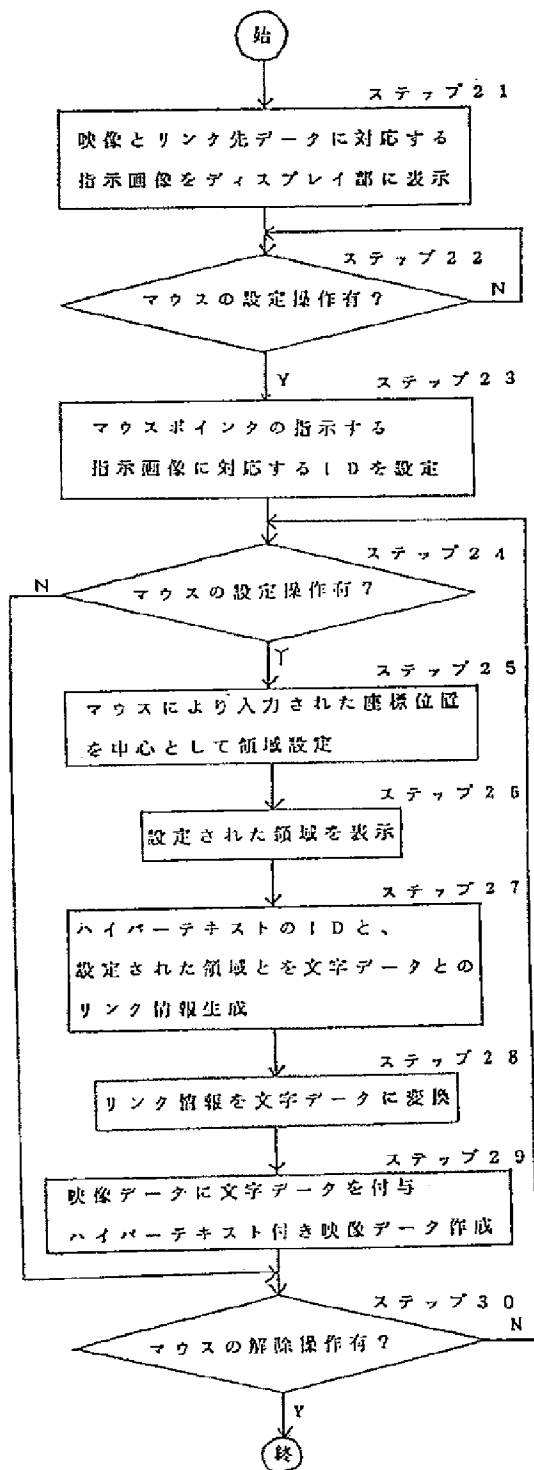 始
ステップ21
映像とリンク先データに対応する
指示画像をディスプレイ部に表示
ステップ22
マウスの設定操作有?
N
Y
ステップ23
マウスポインタの指示する
指示画像に対応するIDを設定
ステップ24
N
マウスの設定操作有?
Y
ステップ25
マウスにより入力された座標位置
を中心として領域設定
ステップ26
設定された領域を表示
ステップ27
ハイパーテキストのIDと、
設定された領域とを文字データとの
リンク情報生成
ステップ28
リンク情報を文字データに変換
ステップ29
映像データに文字データを付与
ハイパーテキスト付き映像データ作成
ステップ30
マウスの解除操作有?
N
Y
終